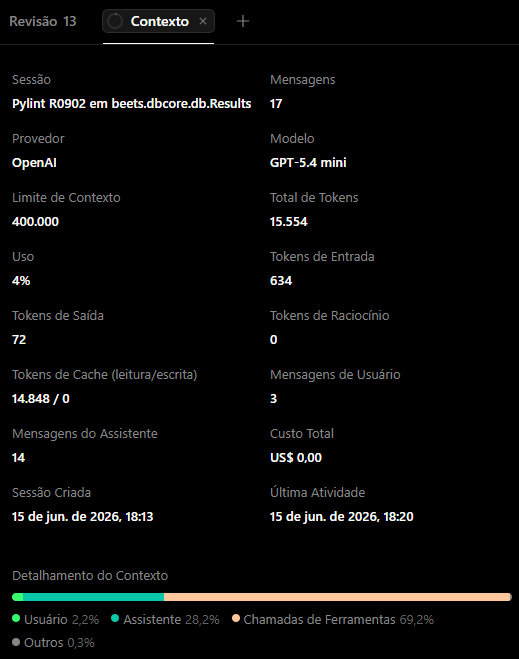 Revisão 13 Contexto
Sessão Mensagens
Pylint R0902 em beets.dbcore.db.Results 17
Provedor Modelo
OpenAI GPT-5.4 mini
Limite de Contexto Total de Tokens
400.000 15.554
Uso Tokens de Entrada
4% 634
Tokens de Saída Tokens de Raciocínio
72 0
Tokens de Cache (leitura/escrita) Mensagens de Usuário
14.848 / 0 3
Mensagens do Assistente Custo Total
14 US$ 0,00
Sessão Criada Última Atividade
15 de jun. de 2026, 18:13 15 de jun. de 2026, 18:20
Detalhamento do Contexto
Usuário 2,2% Assistente 28,2% Chamadas de Ferramentas 69,2%
Outros 0,3%